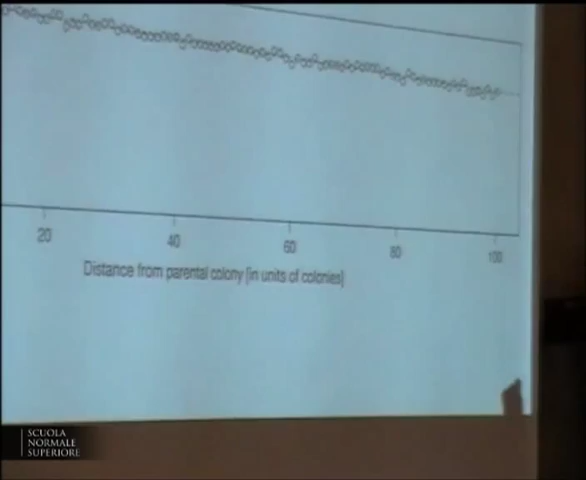 20 40 60 80 100
Distance from parental colony (in units of colonies)
SCUOLA
NORMALE
SUPERIORE